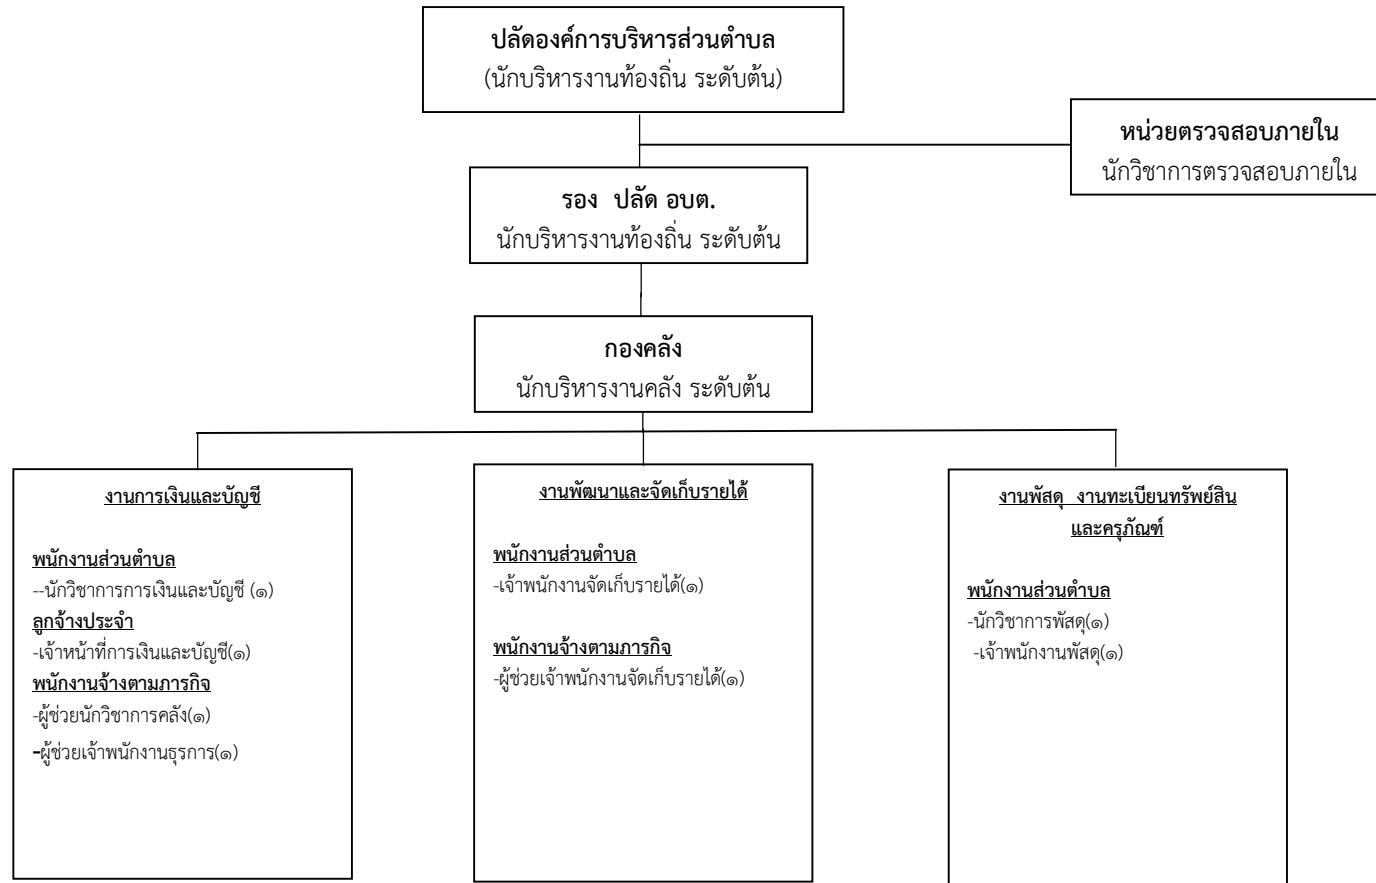 ปลัดองค์การบริหารส่วนตำบล
(นักบริหารงานท้องถิ่น ระดับต้น)
หน่วยตรวจสอบภายใน
นักวิชาการตรวจสอบภายใน
รอง ปลัด อบต.
นักบริหารงานท้องถิ่น ระดับต้น
กองคลัง
นักบริหารงานคลัง ระดับต้น
งานการเงินและบัญชี
พนักงานส่วนตำบล
--นักวิชาการการเงินและบัญชี (๑)
ลูกจ้างประจำ
-เจ้าหน้าที่การเงินและบัญชี(๑)
พนักงานจ้างตามภารกิจ
-ผู้ช่วยนักวิชาการคลัง(๑)
-ผู้ช่วยเจ้าพนักงานธุรการ(๑)
งานพัฒนาและจัดเก็บรายได้
พนักงานส่วนตำบล
-เจ้าพนักงานจัดเก็บรายได้(๑)
พนักงานจ้างตามภารกิจ
-ผู้ช่วยเจ้าพนักงานจัดเก็บรายได้(๑)
งานพัสดุ งานทะเบียนทรัพย์สิน
และครุภัณฑ์
พนักงานส่วนตำบล
-นักวิชาการพัสดุ(๑)
-เจ้าพนักงานพัสดุ(๑)